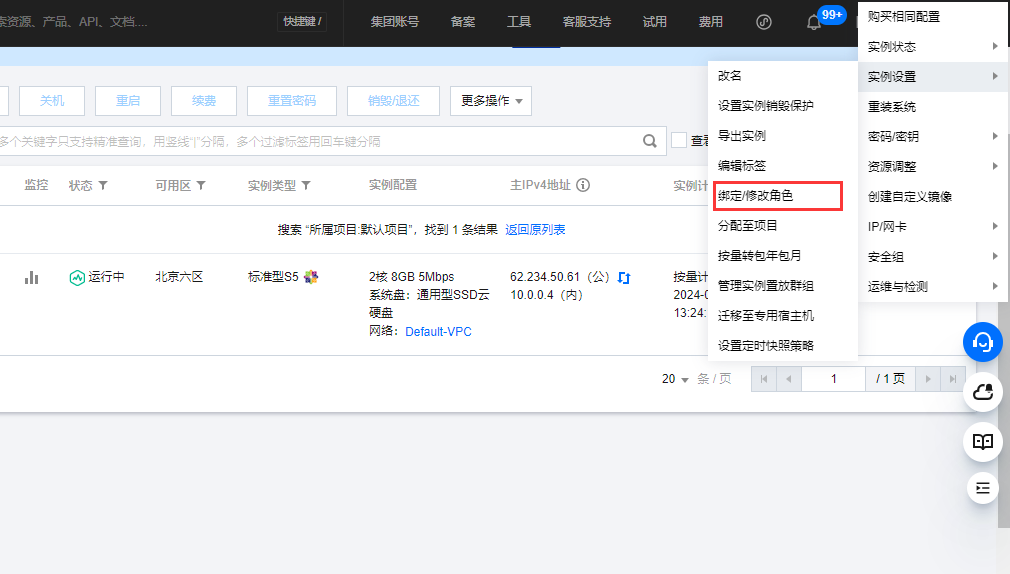 索资源、产品、API、文档....
快捷键 /
集团账号
备案
工具
客服支持
试用
费用
99+
关机
重启
续费
重置密码
销毁/退还
更多操作
多个关键字只支持精准查询，用竖线“|”分隔，多个过滤标签用回车键分隔
查看
监控
状态
可用区
实例类型
实例配置
主IPv4地址
实例计
搜索 “所属项目:默认项目”，找到 1 条结果 返回原列表
运行中
北京六区
标准型S5
2核 8GB 5Mbps
系统盘：通用型SSD云
硬盘
网络：Default-VPC
62.234.50.61（公）
10.0.0.4（内）
按量计
2024-0
13:24:
20
条 / 页
1
/ 1 页
改名
设置实例销毁保护
导出实例
编辑标签
绑定/修改角色
分配至项目
按量转包年包月
管理实例置放群组
迁移至专用宿主机
设置定时快照策略
购买相同配置
实例状态
实例设置
重装系统
密码/密钥
资源调整
创建自定义镜像
IP/网卡
安全组
运维与检测